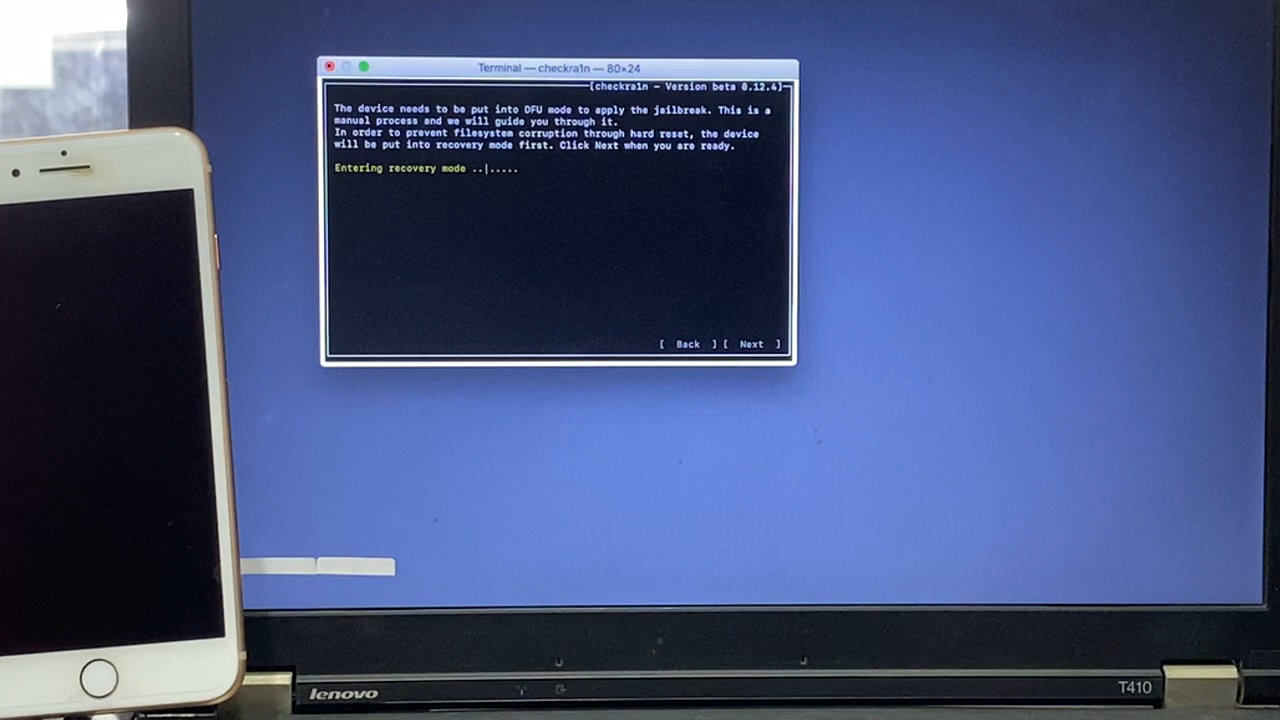 Terminal — checkra1n — 80×24
[checkra1n - Version beta 0.12.4]
The device needs to be put into DFU mode to apply the jailbreak. This is a
manual process and we will guide you through it.
In order to prevent filesystem corruption through hard reset, the device
will be put into recovery mode first. Click Next when you are ready.
Entering recovery mode ..|.....
[ Back ][ Next ]
lenovo
T410